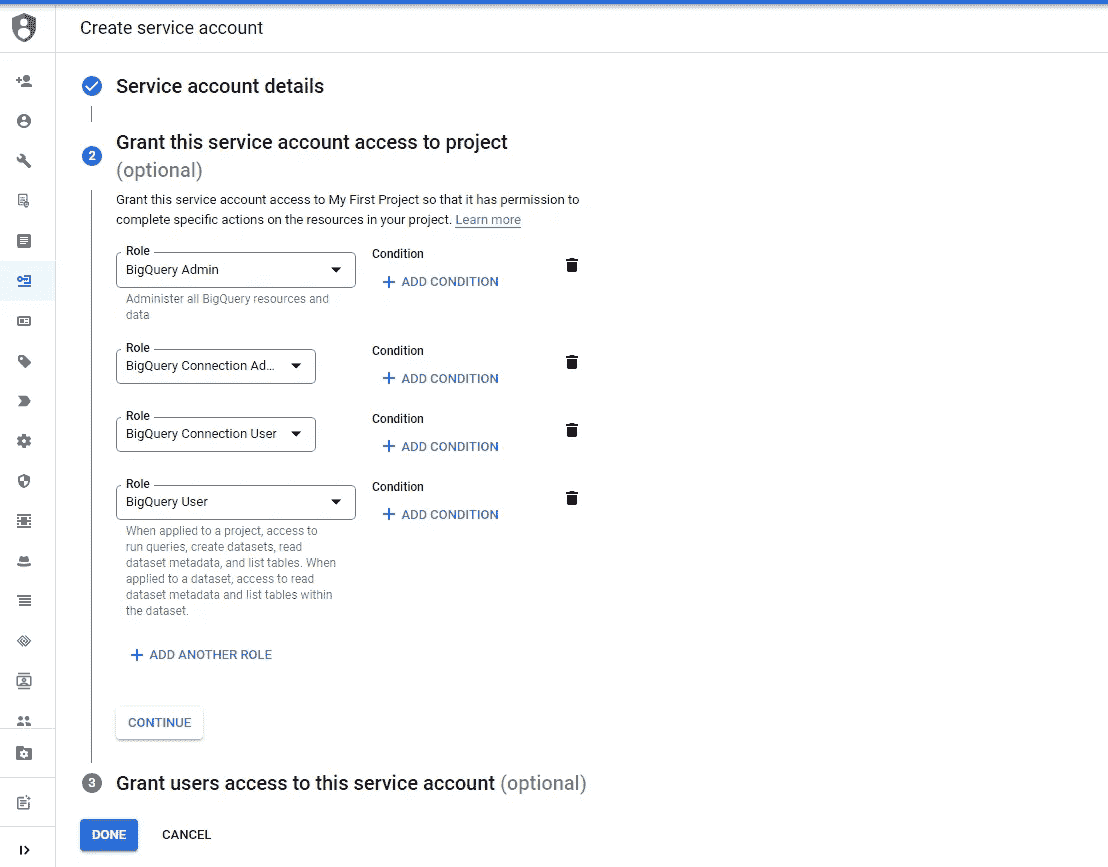 Create service account
Service account details
2
Grant this service account access to project
(optional)
Grant this service account access to My First Project so that it has permission to
complete specific actions on the resources in your project. Learn more
Role
BigQuery Admin
Administer all BigQuery resources and
data
Condition
ADD CONDITION
Role
BigQuery Connection Ad...
Condition
ADD CONDITION
Role
BigQuery Connection User
Condition
ADD CONDITION
Role
BigQuery User
When applied to a project, access to
run queries, create datasets, read
dataset metadata, and list tables. When
applied to a dataset, access to read
dataset metadata and list tables within
the dataset.
Condition
ADD CONDITION
ADD ANOTHER ROLE
CONTINUE
3
Grant users access to this service account (optional)
DONE
CANCEL